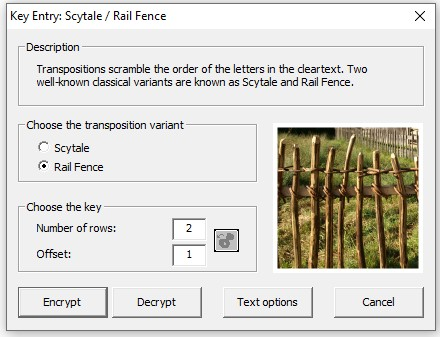 Key Entry: Scytale / Rail Fence
Description
Transpositions scramble the order of the letters in the cleartext. Two
well-known classical variants are known as Scytale and Rail Fence.
Choose the transposition variant
Scytale
Rail Fence
Choose the key
Number of rows: 2
Offset: 1
Encrypt Decrypt Text options Cancel